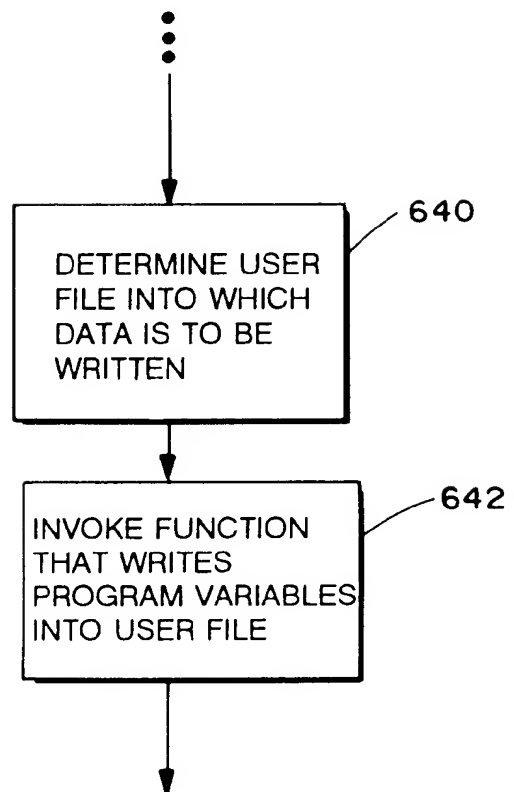 640
DETERMINE USER
FILE INTO WHICH
DATA IS TO BE
WRITTEN
642
INVOKE FUNCTION
THAT WRITES
PROGRAM VARIABLES
INTO USER FILE